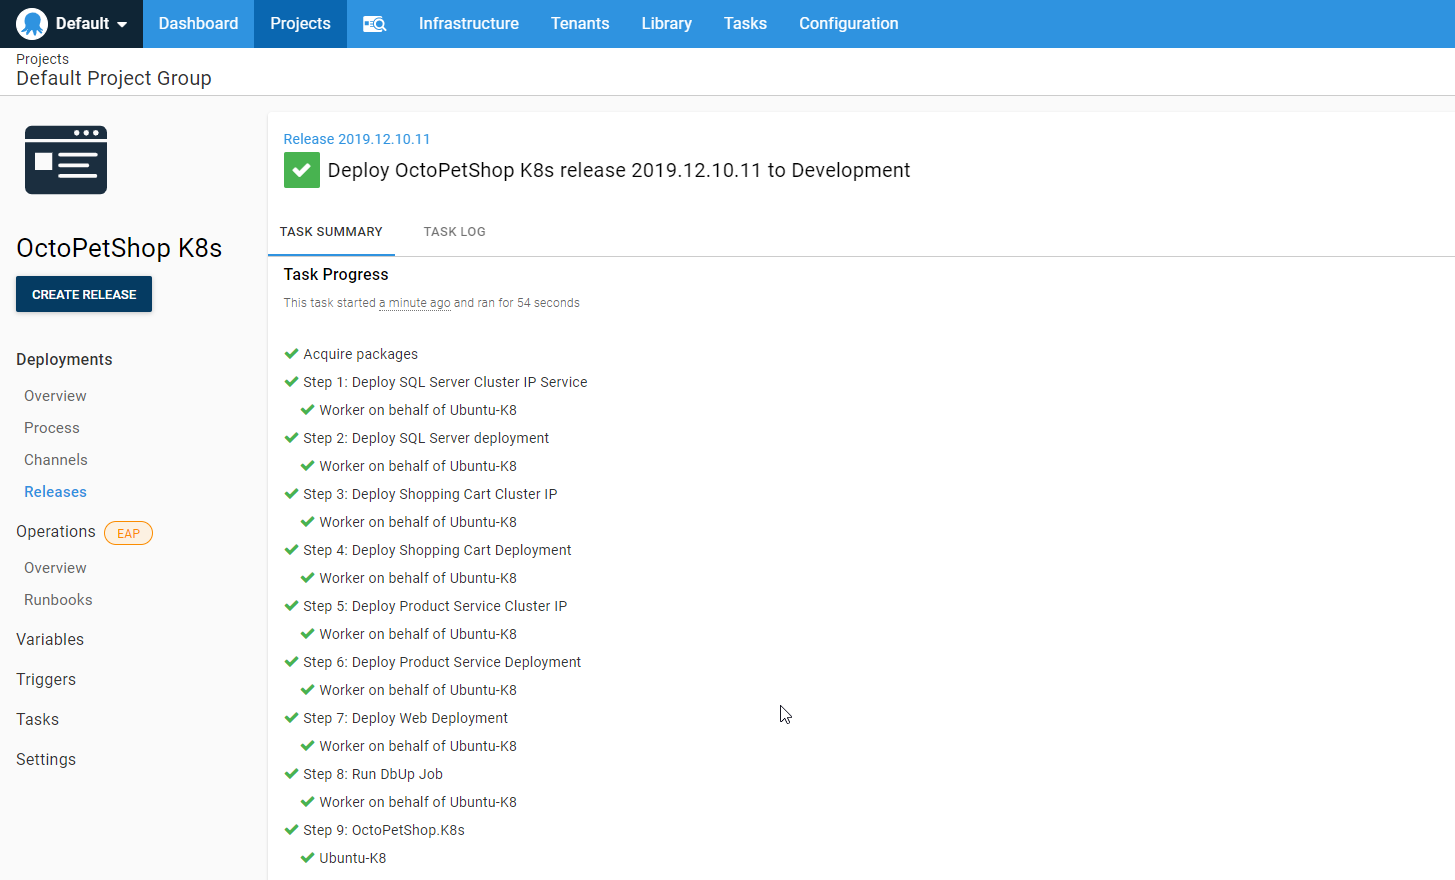 Default
Dashboard
Projects
Infrastructure
Tenants
Library
Tasks
Configuration
Projects
Default Project Group
OctoPetShop K8s
CREATE RELEASE
Deployments
Overview
Process
Channels
Releases
Operations EAP
Overview
Runbooks
Variables
Triggers
Tasks
Settings
Release 2019.12.10.11
Deploy OctoPetShop K8s release 2019.12.10.11 to Development
TASK SUMMARY
TASK LOG
Task Progress
This task started a minute ago and ran for 54 seconds
Acquire packages
Step 1: Deploy SQL Server Cluster IP Service
Worker on behalf of Ubuntu-K8
Step 2: Deploy SQL Server deployment
Worker on behalf of Ubuntu-K8
Step 3: Deploy Shopping Cart Cluster IP
Worker on behalf of Ubuntu-K8
Step 4: Deploy Shopping Cart Deployment
Worker on behalf of Ubuntu-K8
Step 5: Deploy Product Service Cluster IP
Worker on behalf of Ubuntu-K8
Step 6: Deploy Product Service Deployment
Worker on behalf of Ubuntu-K8
Step 7: Deploy Web Deployment
Worker on behalf of Ubuntu-K8
Step 8: Run DbUp Job
Worker on behalf of Ubuntu-K8
Step 9: OctoPetShop.K8s
Ubuntu-K8